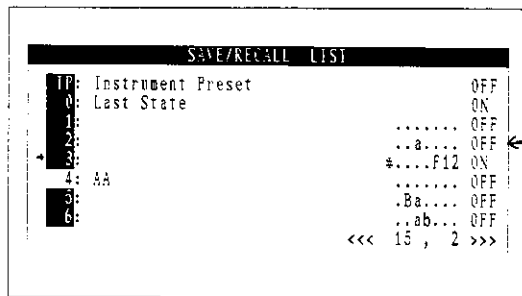 SAVE/RECALL LIST
IP: Instrument Preset OFF
0: Last State ON
1: ....... OFF
2: ..a.... OFF
3: *....F12 ON
4: AA ....... OFF
5: .Ba.... OFF
6: ..ab... OFF
<<< 15 , 2 >>>